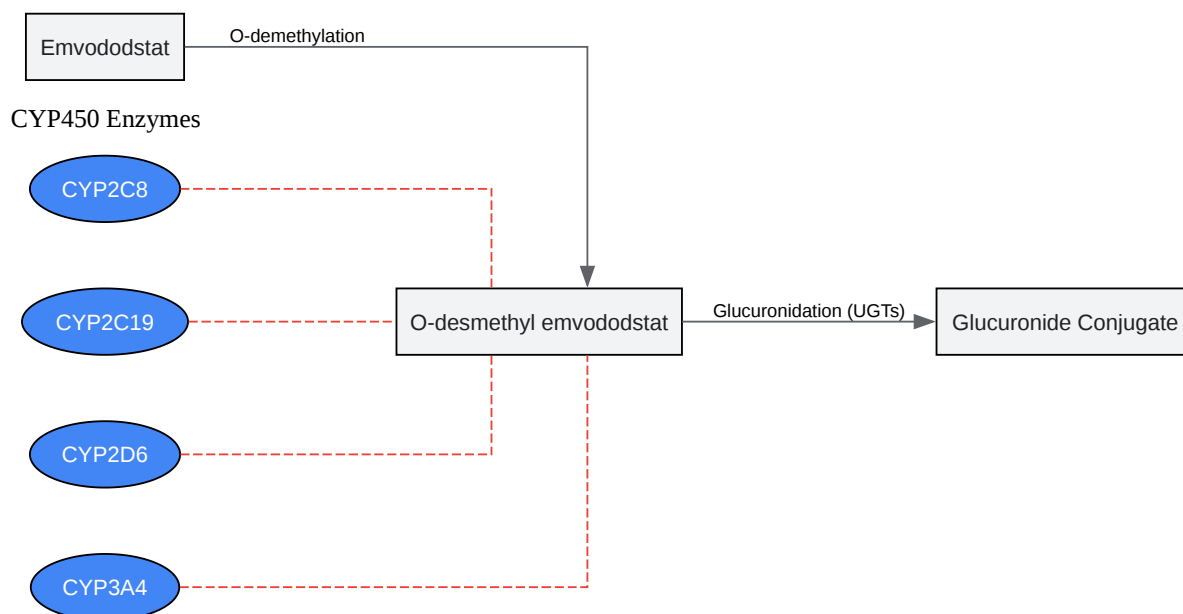 Emvododstat
O-demethylation
CYP450 Enzymes
CYP2C8
CYP2C19
O-desmethyl emvododstat
Glucuronidation (UGTs)
Glucuronide Conjugate
CYP2D6
CYP3A4